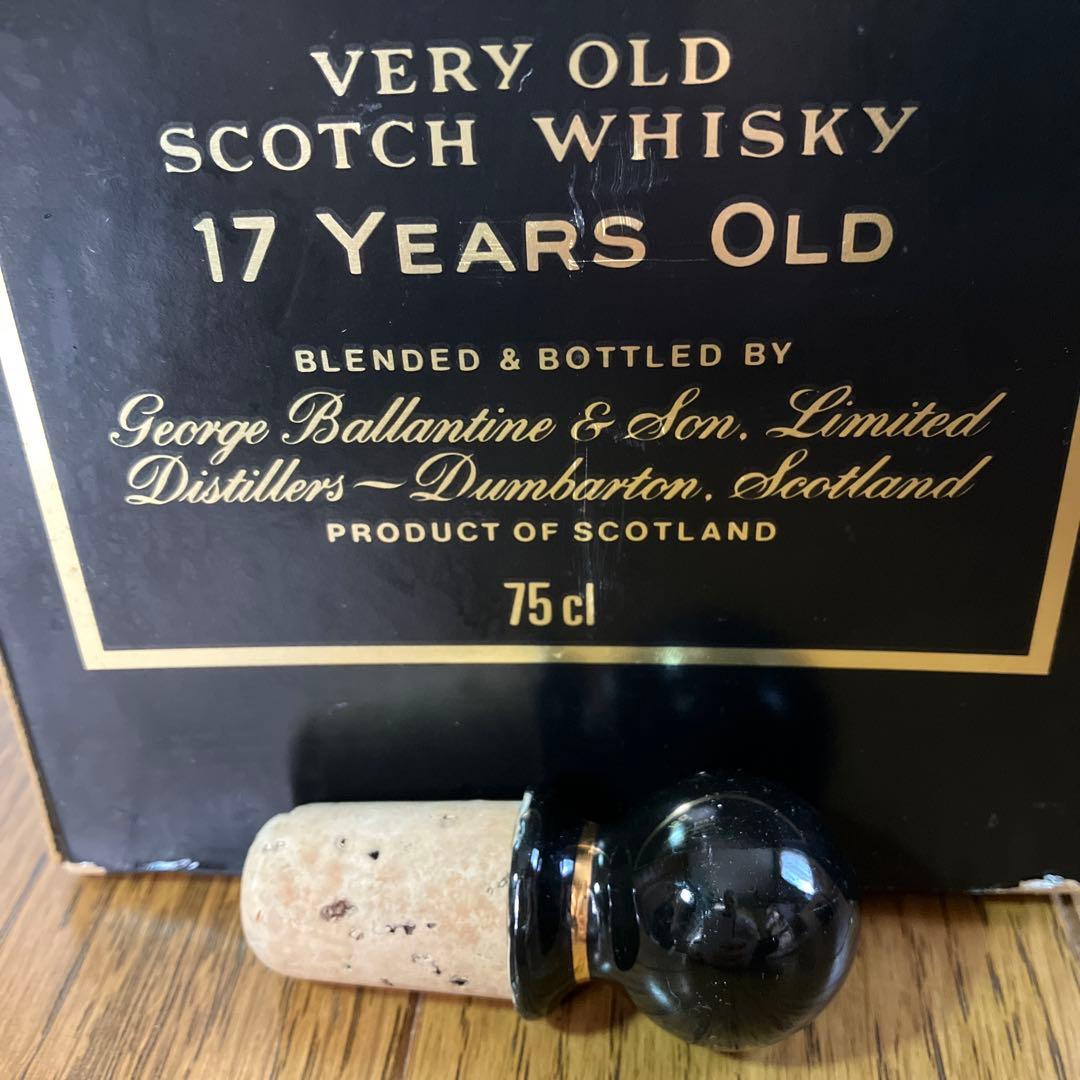 VERY OLD
SCOTCH WHISKY
17 YEARS OLD
BLENDED & BOTTLED BY
George Ballantine & Son. Limited
Distillers — Dumbarton. Scotland
PRODUCT OF SCOTLAND
75 cl